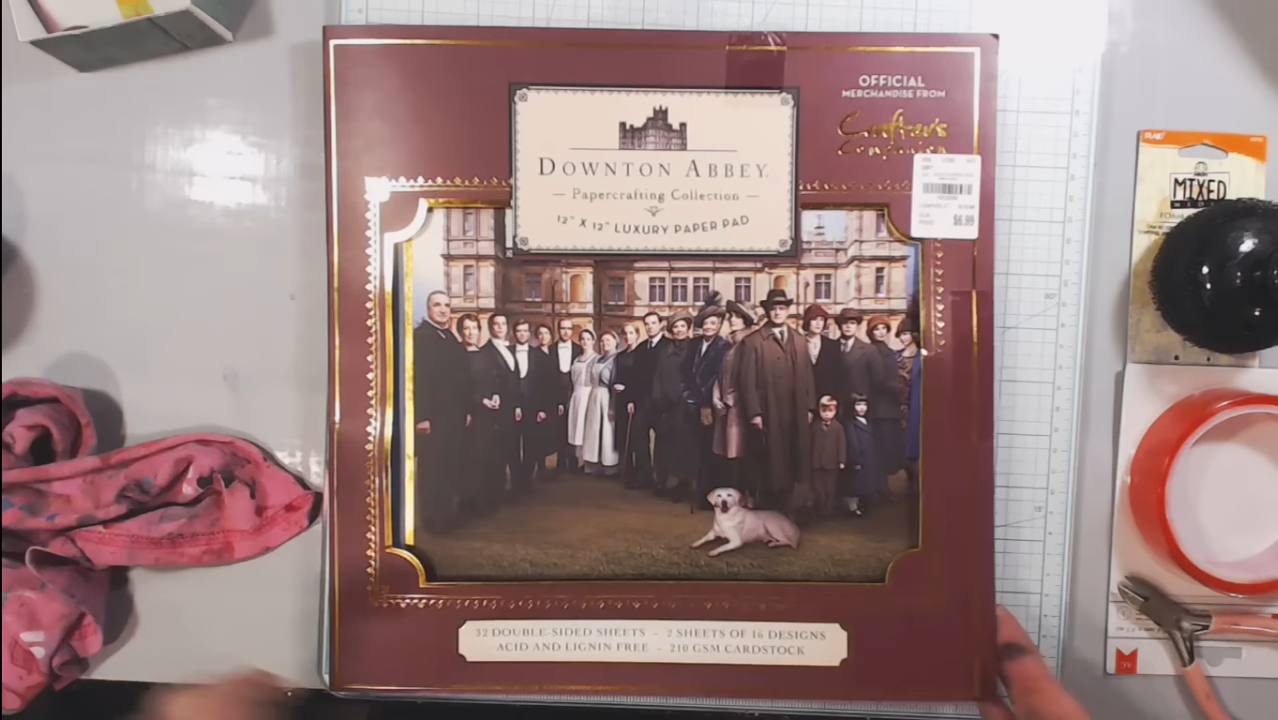 OFFICIAL
MERCHANDISE FROM
Crafter's
Companion
DOWNTON ABBEY
Papercrafting Collection
12" X 12" LUXURY PAPER PAD
$6.99
32 DOUBLE-SIDED SHEETS - 2 SHEETS OF 16 DESIGNS
ACID AND LIGNIN FREE - 210 GSM CARDSTOCK
MIXED